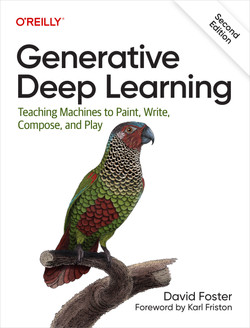 O'REILLY®
Second
Edition
Generative
Deep Learning
Teaching Machines to Paint, Write,
Compose, and Play
David Foster
Foreword by Karl Friston